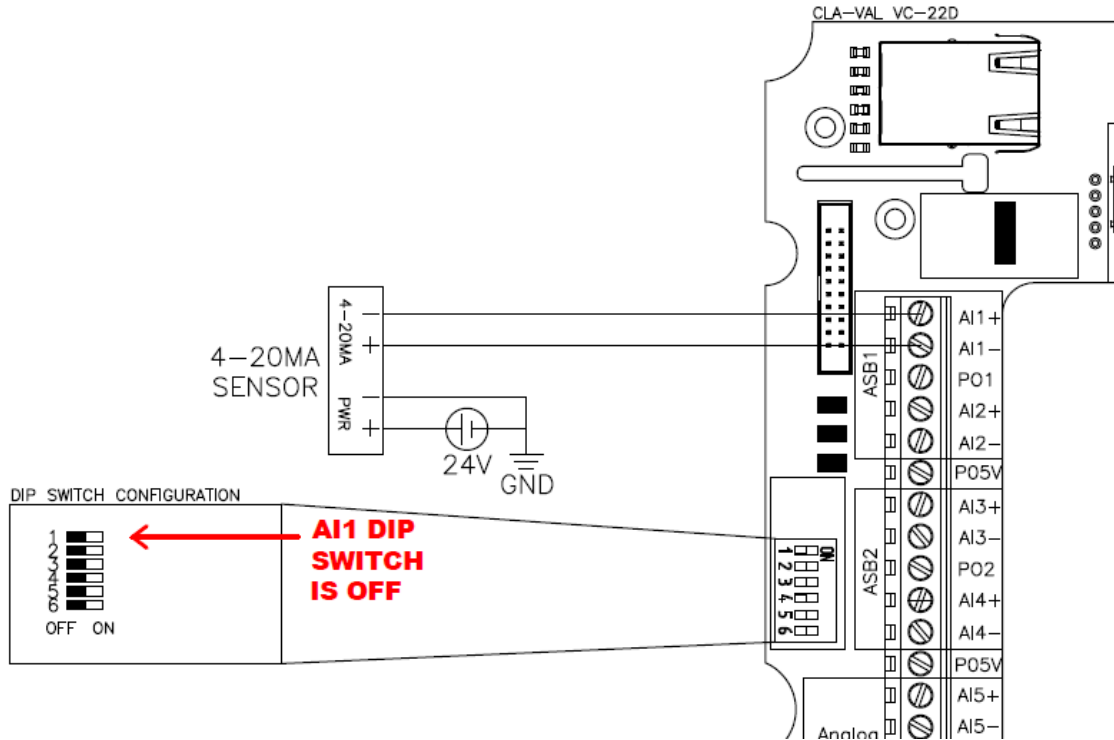 CLA-VAL VC-22D
AI1+
AI1-
PO1
AI2+
AI2-
P05V
AI3+
AI3-
PO2
AI4+
AI4-
P05V
AI5+
AI5-
ASB1
ASB2
Analog
4-20MA
SENSOR
4-20MA
- +
PWR
- +
24V
GND
DIP SWITCH CONFIGURATION
1
2
3
4
5
6
OFF ON
AI1 DIP
SWITCH
IS OFF
ON
1
2
3
4
5
6